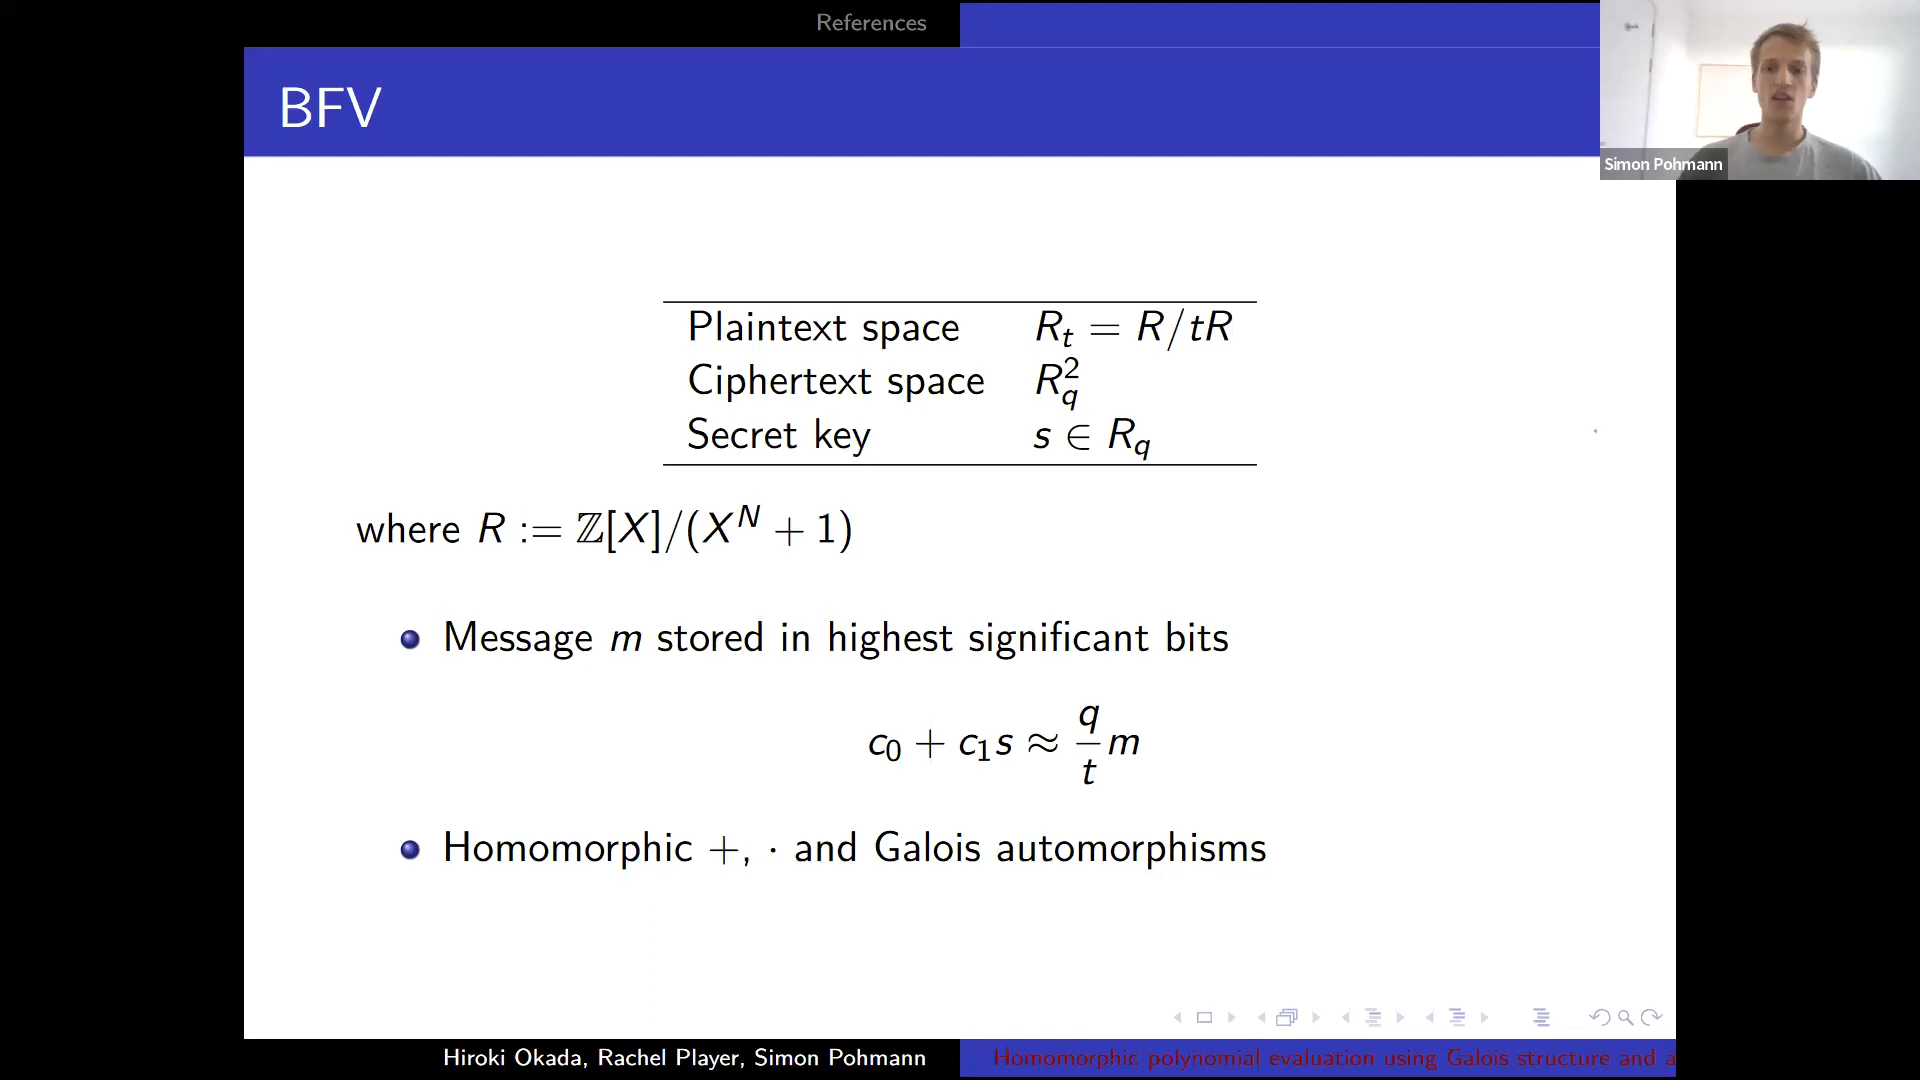 References
BFV
Simon Pohmann
Plaintext space R_t = R/tR
Ciphertext space R_q^2
Secret key s ∈ R_q
where R := ℤ[X]/(X^N + 1)
Message m stored in highest significant bits
c_0 + c_1 s ≈ \frac{q}{t} m
Homomorphic +, · and Galois automorphisms
Hiroki Okada, Rachel Player, Simon Pohmann
Homomorphic polynomial evaluation using Galois structure and a